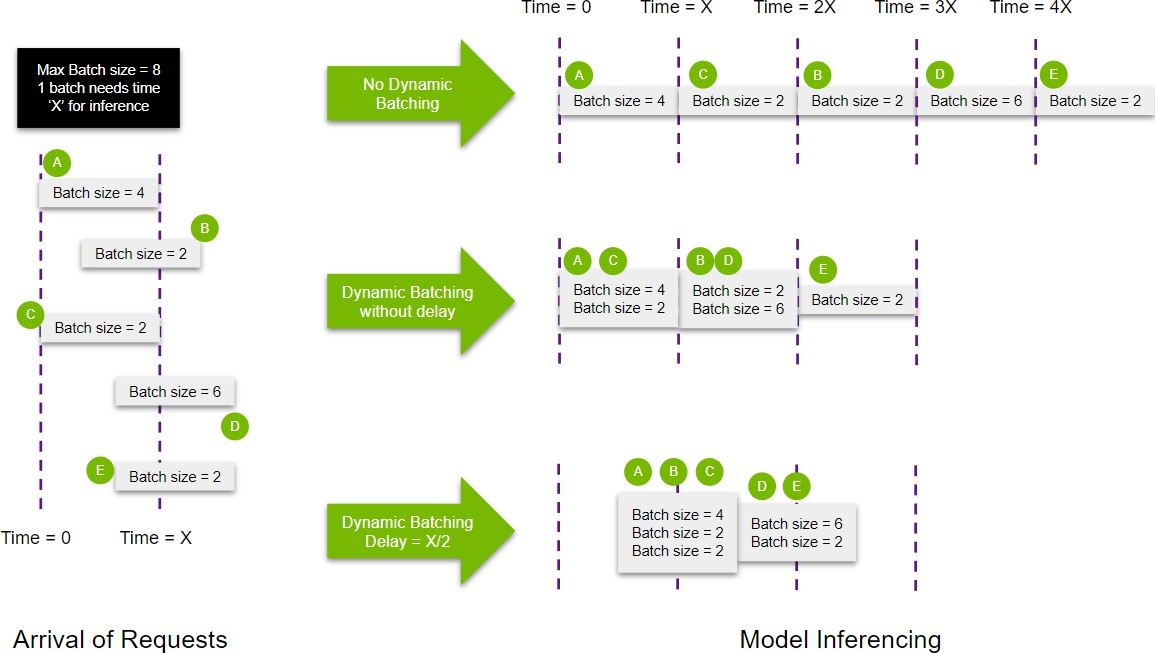 Time = 0
Time = X
Time = 2X
Time = 3X
Time = 4X
Max Batch size = 8
1 batch needs time
'X' for inference
No Dynamic
Batching
A
C
B
D
E
Batch size = 4
Batch size = 2
Batch size = 2
Batch size = 6
Batch size = 2
A
Batch size = 4
B
Batch size = 2
C
Batch size = 2
Batch size = 6
D
E
Batch size = 2
Time = 0
Time = X
Dynamic Batching
without delay
A
C
B
D
E
Batch size = 4
Batch size = 2
Batch size = 2
Batch size = 6
Batch size = 2
Dynamic Batching
Delay = X/2
A
B
C
D
E
Batch size = 4
Batch size = 2
Batch size = 2
Batch size = 6
Batch size = 2
Arrival of Requests
Model Inferencing